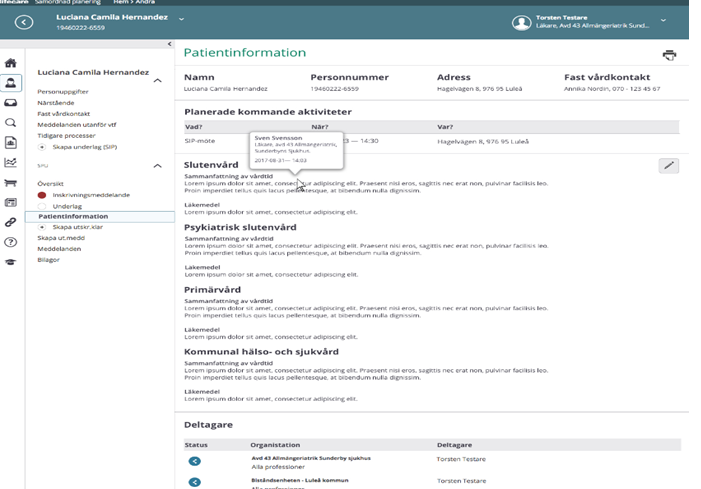 lifecare Samordnad planering Hem > Andra
Luciana Camila Hernandez
19460222-6559
Torsten Testare
Läkare, Avd 43 Allmängeriatrik Sund...
Luciana Camila Hernandez
Personuppgifter
Närstående
Fast vårdkontakt
Meddelanden utanför vtf
Tidigare processer
Skapa underlag (SIP)
SPU
Översikt
Inskrivningsmeddelande
Underlag
Patientinformation
Skapa utskr.klar
Skapa ut.medd
Meddelanden
Bilagor
Patientinformation
Namn Personnummer Adress Fast vårdkontakt
Luciana Camila Hernandez 19460222-6559 Hagelvägen 8, 976 95 Luleå Annika Nordin, 070 - 123 45 67
Planerade kommande aktiviteter
Vad? När? Var?
SIP-möte 3 — 14:30 Hagelvägen 8, 976 95 Luleå
Sven Svensson
Läkare, avd 43 Allmängeriatris,
Sunderbyns Sjukhus.
2017-08-31— 14:03
Slutenvård
Sammanfattning av vårdtid
Lorem ipsum dolor sit amet, consectetur adipiscing elit. Praesent nisi eros, sagittis nec erat non, pulvinar facilisis leo.
Proin imperdiet tellus quis lacus pellentesque, at bibendum nulla dignissim.
Läkemedel
Lorem ipsum dolor sit amet, consectetur adipiscing elit.
Psykiatrisk slutenvård
Sammanfattning av vårdtid
Lorem ipsum dolor sit amet, consectetur adipiscing elit. Praesent nisi eros, sagittis nec erat non, pulvinar facilisis leo.
Proin imperdiet tellus quis lacus pellentesque, at bibendum nulla dignissim.
Läkemedel
Lorem ipsum dolor sit amet, consectetur adipiscing elit.
Primärvård
Sammanfattning av vårdtid
Lorem ipsum dolor sit amet, consectetur adipiscing elit. Praesent nisi eros, sagittis nec erat non, pulvinar facilisis leo.
Proin imperdiet tellus quis lacus pellentesque, at bibendum nulla dignissim.
Läkemedel
Lorem ipsum dolor sit amet, consectetur adipiscing elit.
Kommunal hälso- och sjukvård
Sammanfattning av vårdtid
Lorem ipsum dolor sit amet, consectetur adipiscing elit. Praesent nisi eros, sagittis nec erat non, pulvinar facilisis leo.
Proin imperdiet tellus quis lacus pellentesque, at bibendum nulla dignissim.
Läkemedel
Lorem ipsum dolor sit amet, consectetur adipiscing elit.
Deltagare
Status Organistation Deltagare
Avd 43 Allmängeriatrik Sunderby sjukhus Torsten Testare
Alla professioner
Biståndsenheten - Luleå kommun Torsten Testare